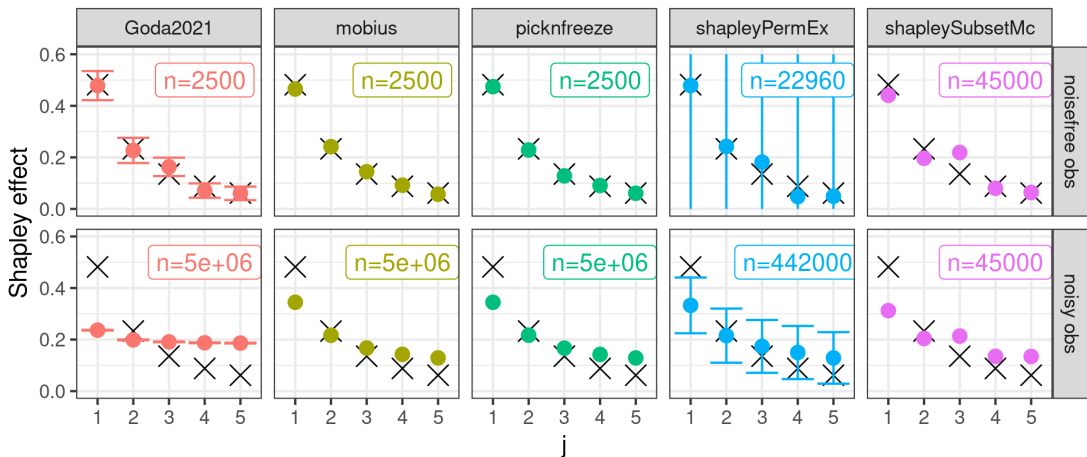 Goda2021 mobius picknfreeze shapleyPermEx shapleySubsetMc
0.6
0.4
0.2
0.0
n=2500 n=2500 n=2500 n=22960 n=45000
noisefree obs
Shapley effect
0.6
0.4
0.2
0.0
n=5e+06 n=5e+06 n=5e+06 n=442000 n=45000
noisy obs
1 2 3 4 5 1 2 3 4 5 1 2 3 4 5 1 2 3 4 5 1 2 3 4 5
j